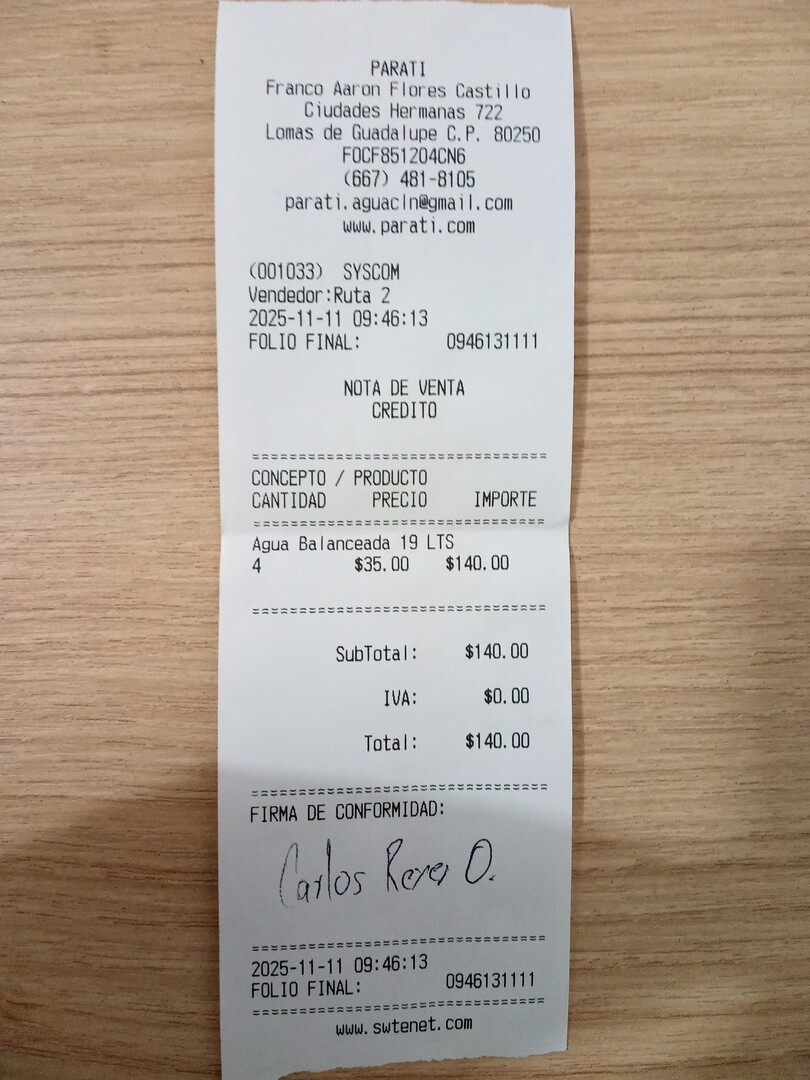 PARATI
Franco Aaron Flores Castillo
Ciudades Hermanas 722
Lomas de Guadalupe C.P. 80250
FOCF851204CN6
(667) 481-8105
parati.aguacln@gmail.com
www.parati.com
(001033) SYSCOM
Vendedor:Ruta 2
2025-11-11 09:46:13
FOLIO FINAL: 0946131111
NOTA DE VENTA
CREDITO
================================
CONCEPTO / PRODUCTO
CANTIDAD PRECIO IMPORTE
================================
Agua Balanceada 19 LTS
4 $35.00 $140.00
================================
SubTotal: $140.00
IVA: $0.00
Total: $140.00
================================
FIRMA DE CONFORMIDAD:
Carlos Reyes O.
================================
2025-11-11 09:46:13
FOLIO FINAL: 0946131111
================================
www.swtenet.com